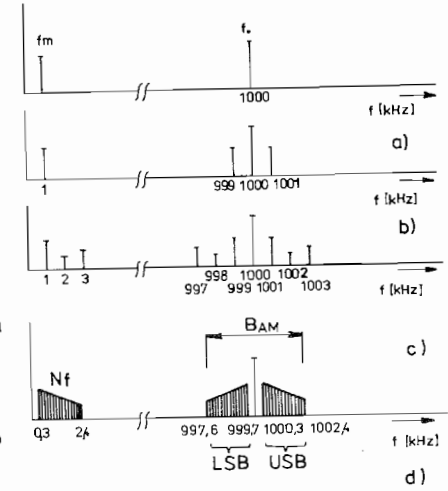 fm f₀
1000
f [kHz]
a)
1 999 1000 1001
f [kHz]
b)
1 2 3 997 998 999 1000 1001 1002 1003
f [kHz]
c)
BAM
Nf
0,3 2,4 997,6 999,7 1000,3 1002,4
f [kHz]
LSB USB
d)